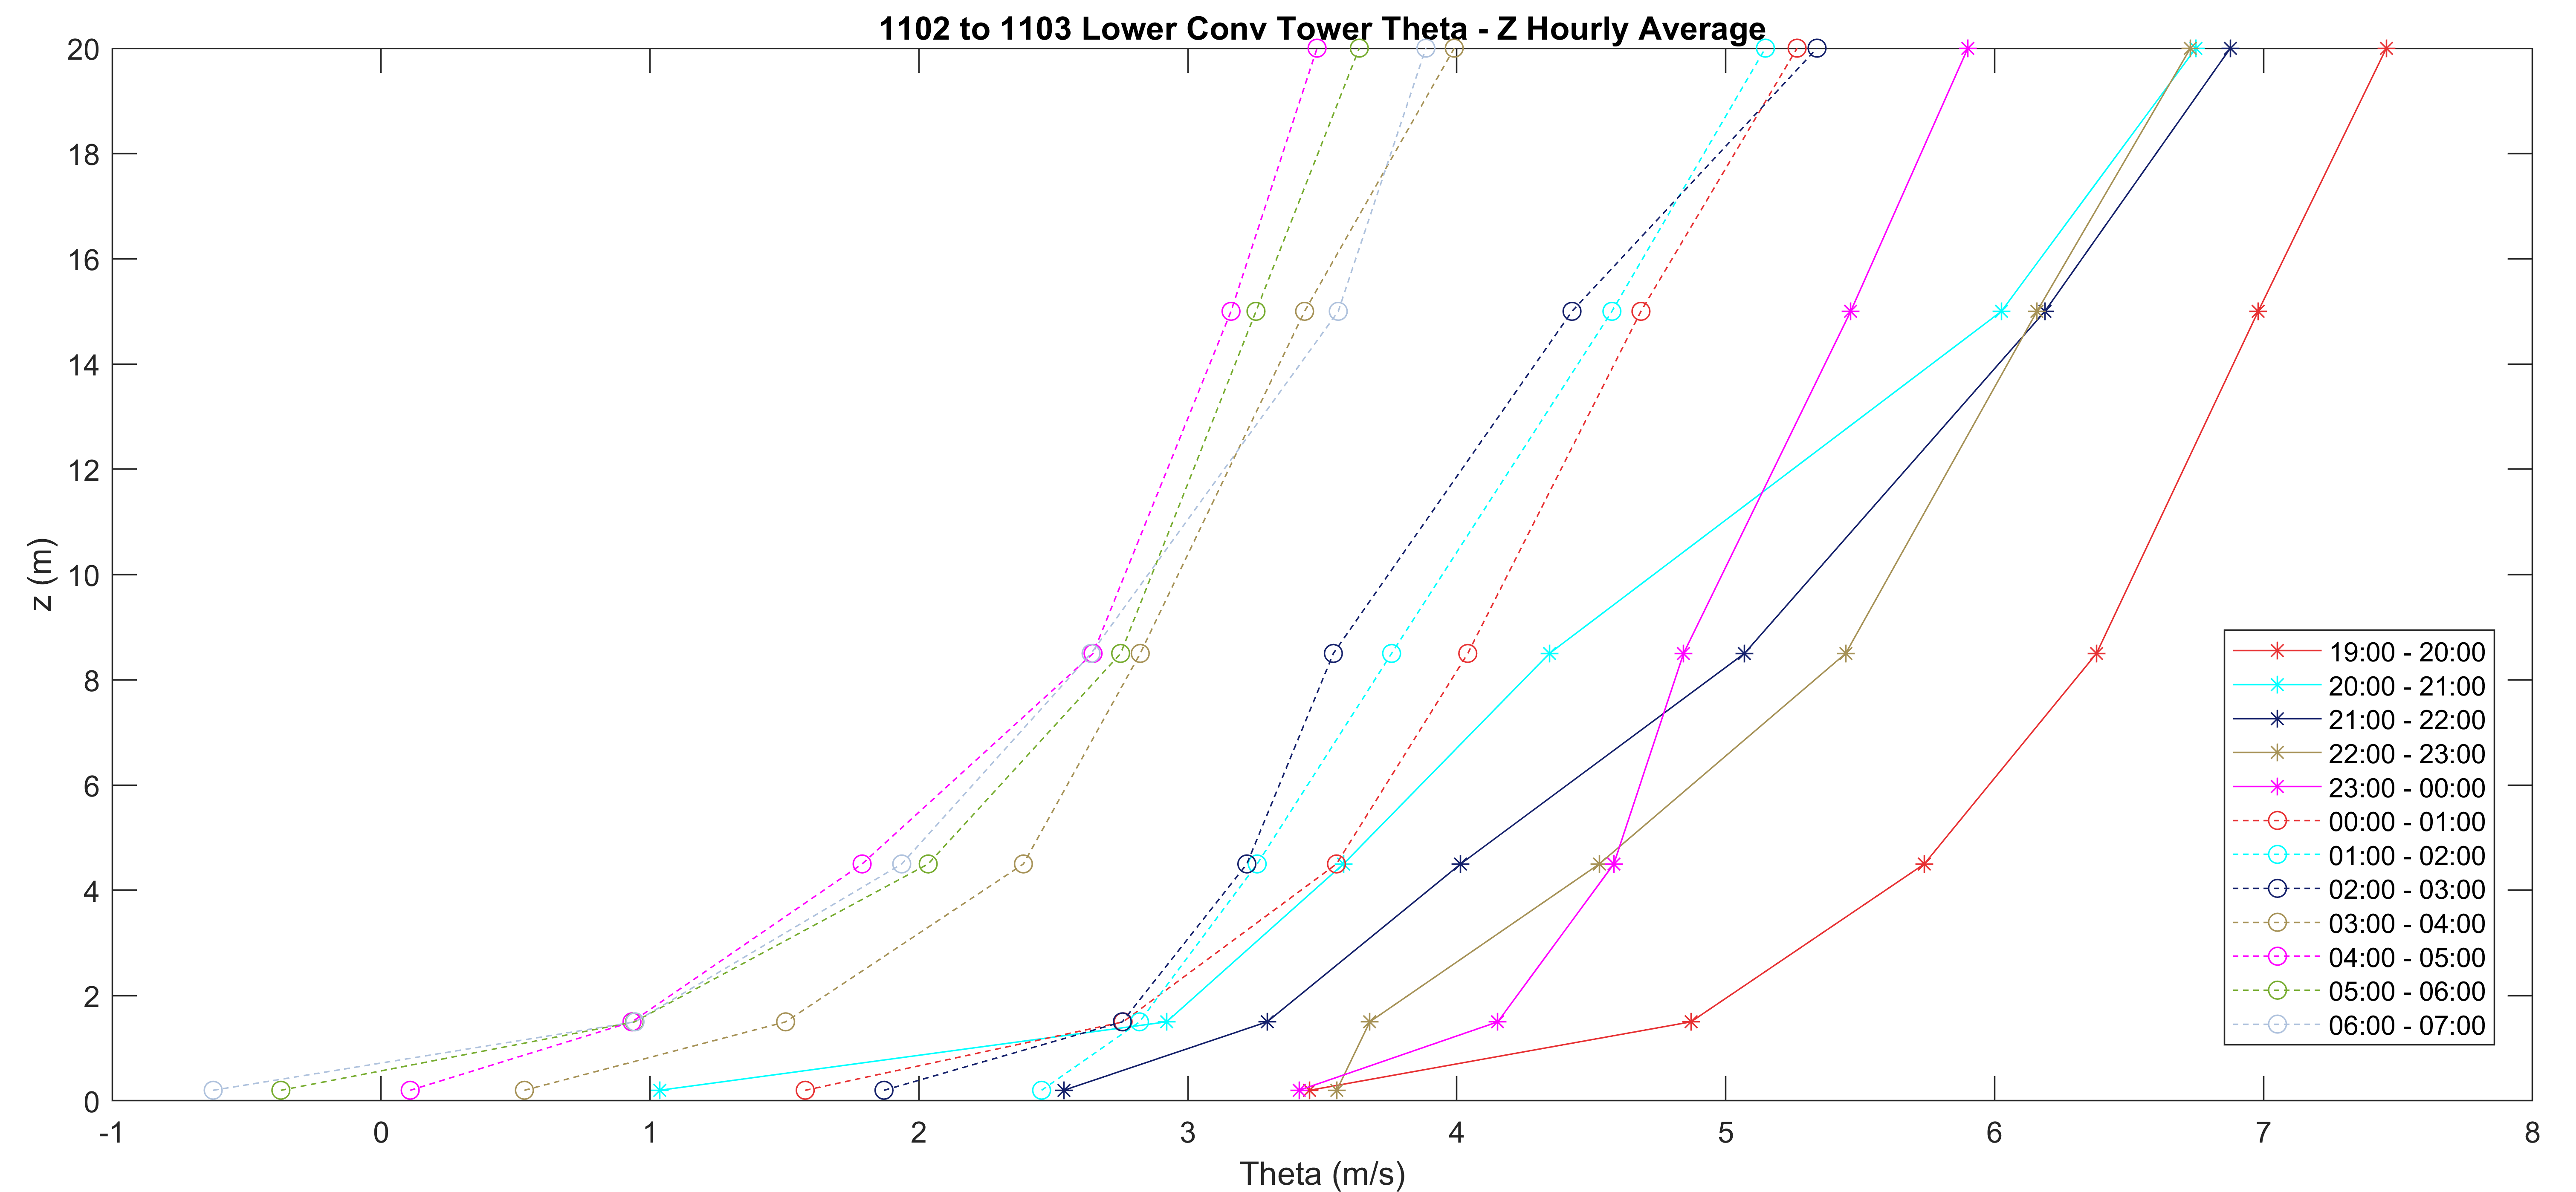 1102 to 1103 Lower Conv Tower Theta - Z Hourly Average
20
18
16
14
12
10
8
6
4
2
0
z (m)
-1 0 1 2 3 4 5 6 7 8
Theta (m/s)
19:00 - 20:00
20:00 - 21:00
21:00 - 22:00
22:00 - 23:00
23:00 - 00:00
00:00 - 01:00
01:00 - 02:00
02:00 - 03:00
03:00 - 04:00
04:00 - 05:00
05:00 - 06:00
06:00 - 07:00